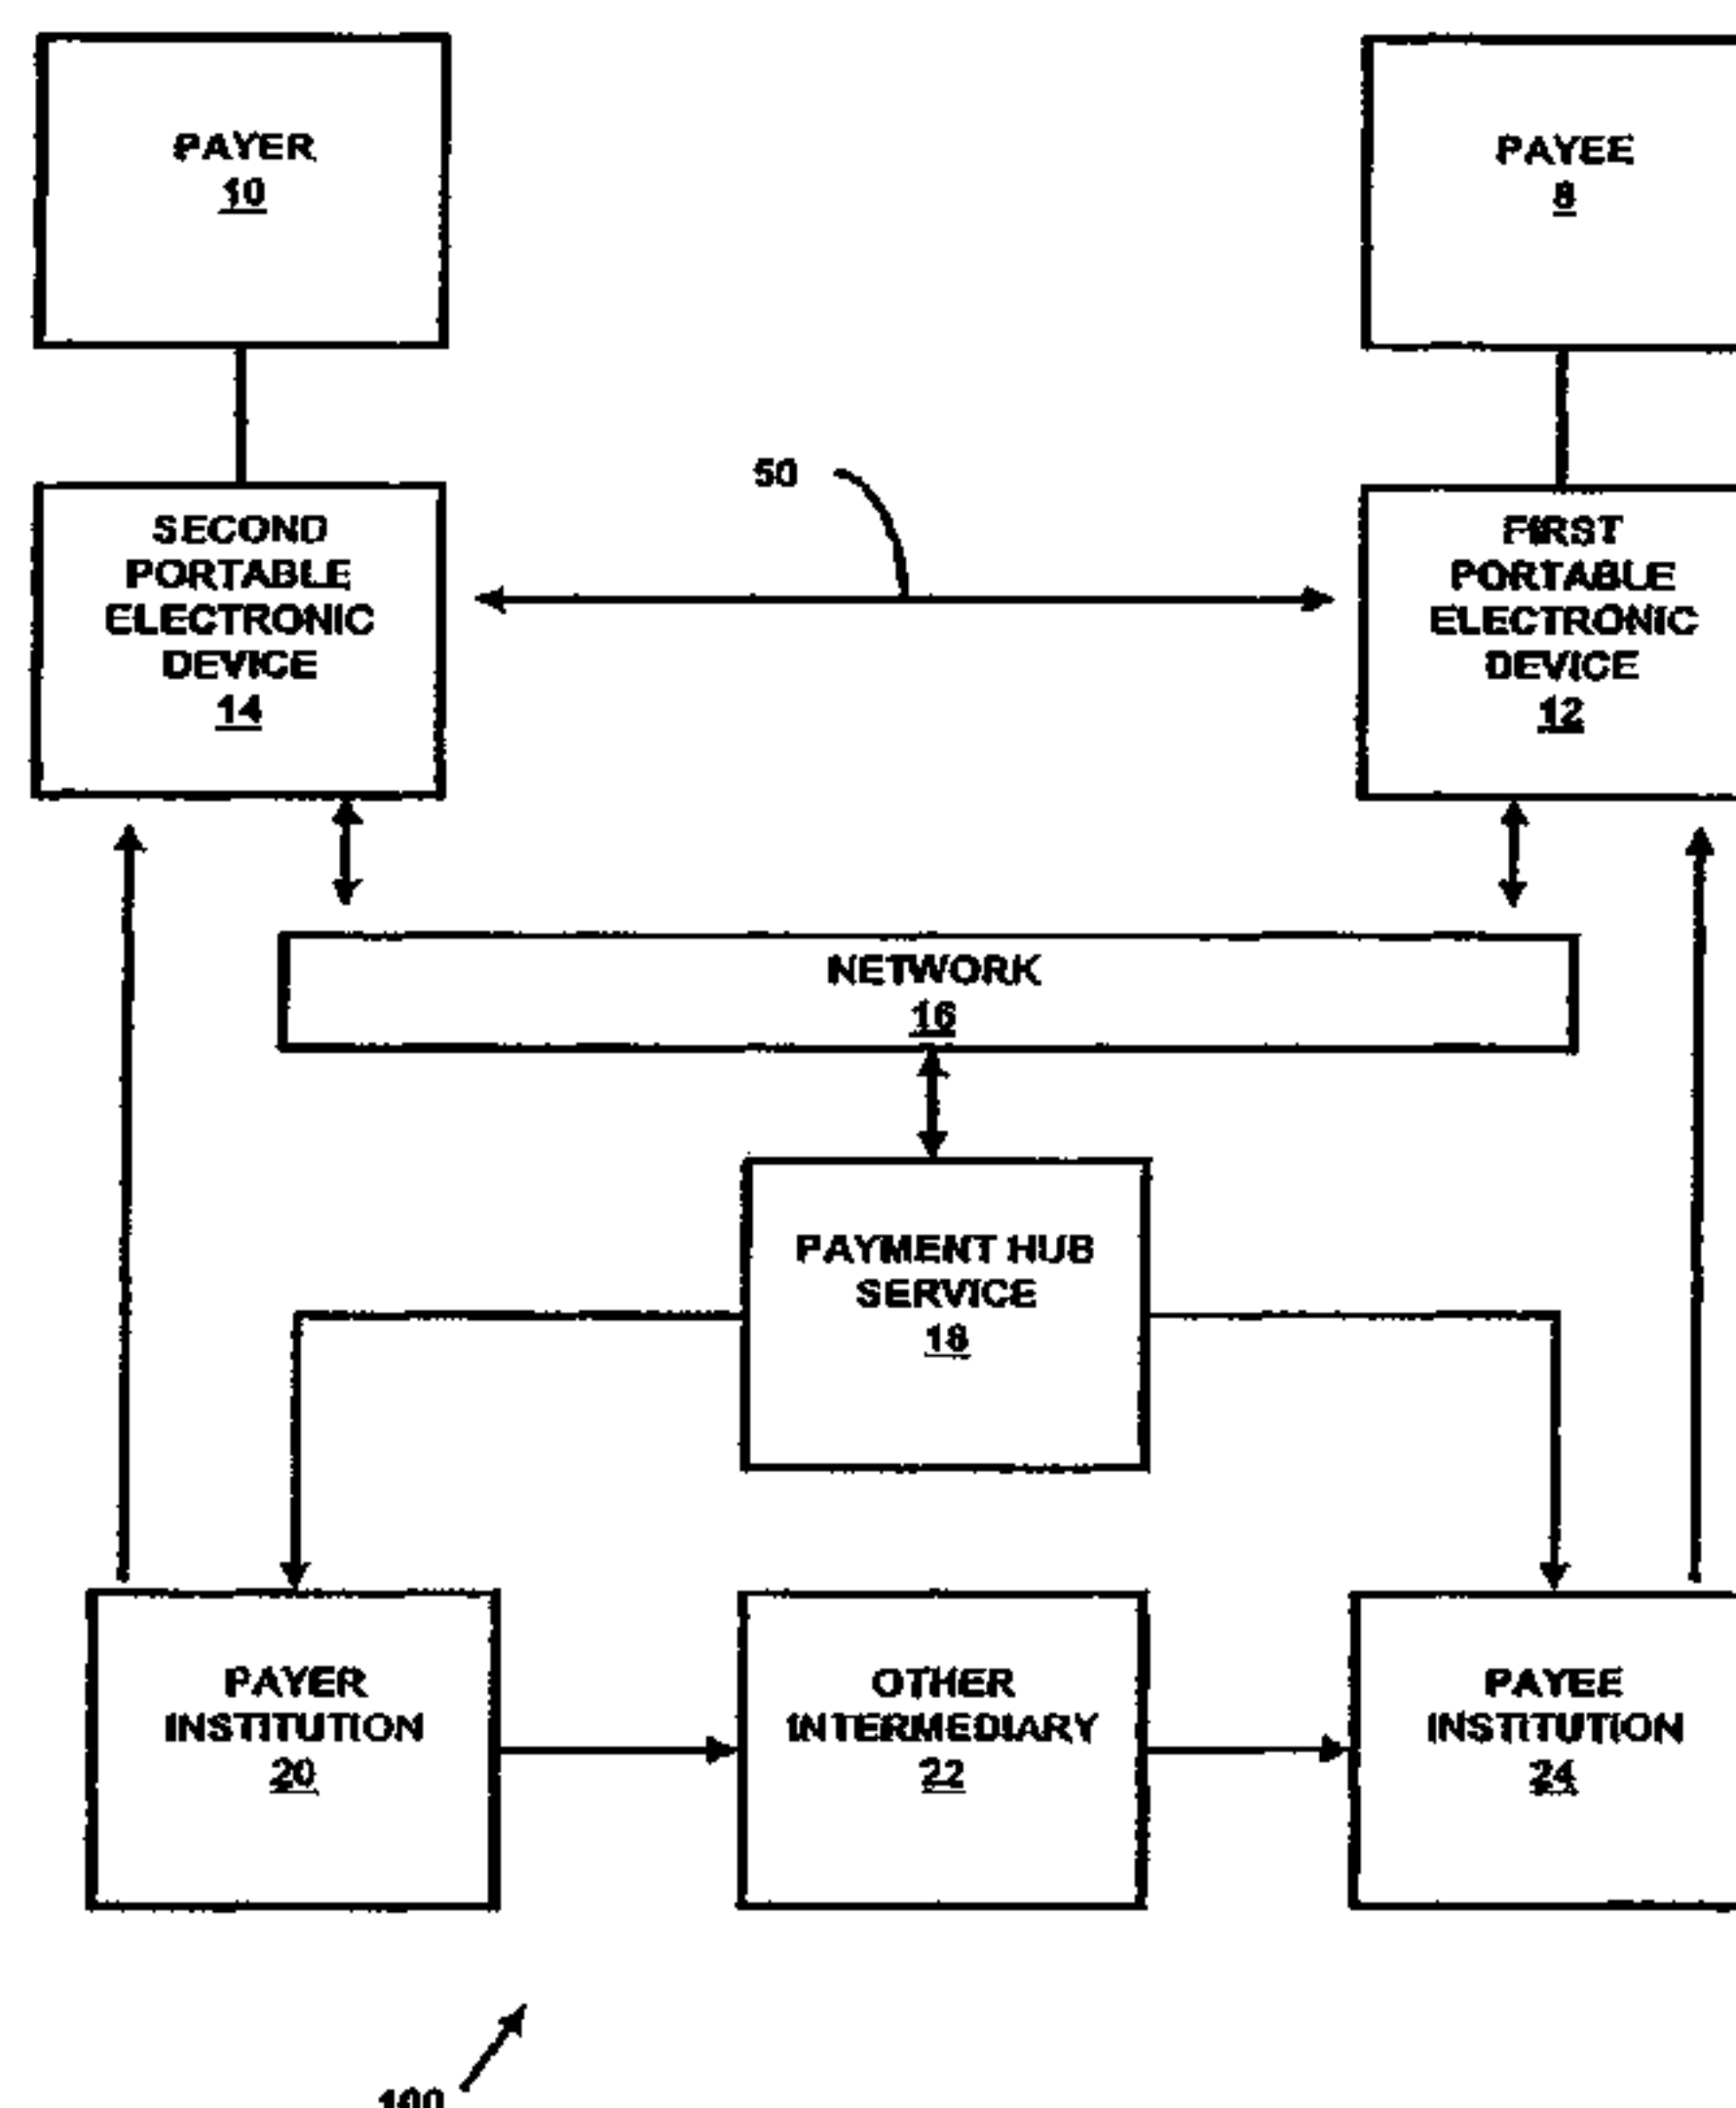 PAYER
10
PAYEE
8
50
SECOND
PORTABLE
ELECTRONIC
DEVICE
14
FIRST
PORTABLE
ELECTRONIC
DEVICE
12
NETWORK
16
PAYMENT HUB
SERVICE
18
PAYER
INSTITUTION
20
OTHER
INTERMEDIARY
22
PAYEE
INSTITUTION
24
100